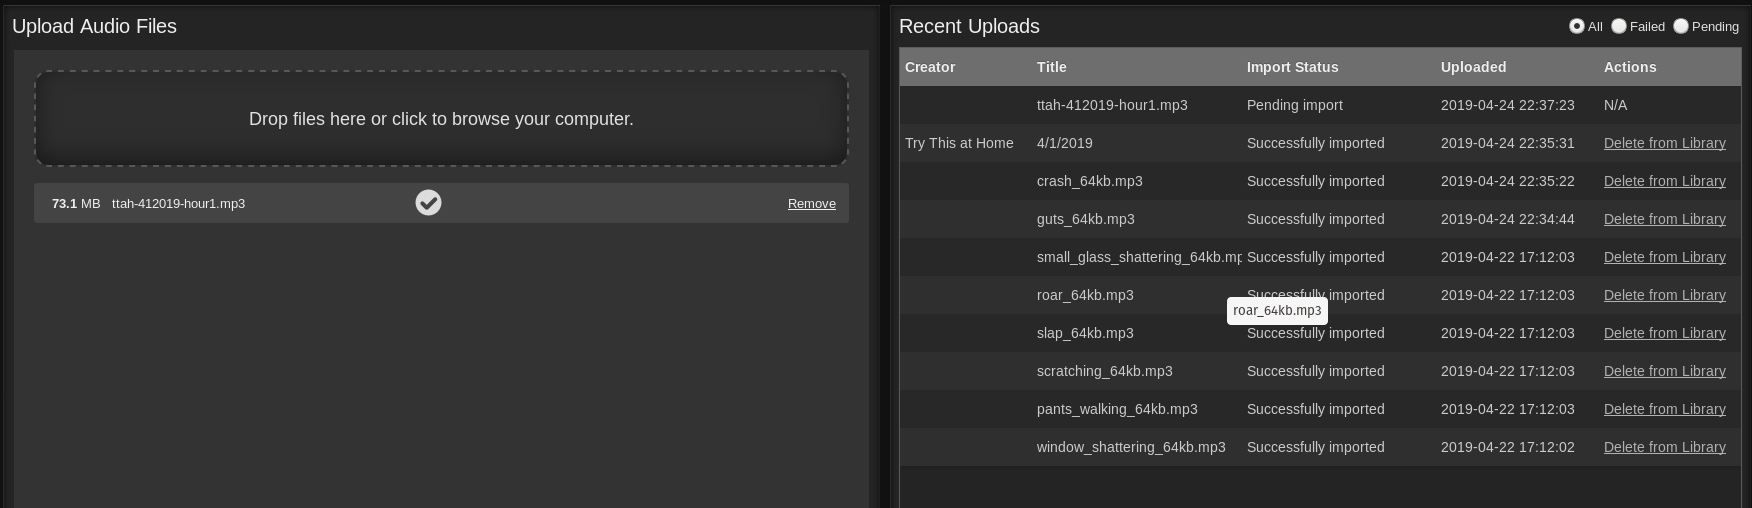 Upload Audio Files
Drop files here or click to browse your computer.
73.1 MB ttah-412019-hour1.mp3 Remove
Recent Uploads All Failed Pending
Creator Title Import Status Uploaded Actions
ttah-412019-hour1.mp3 Pending import 2019-04-24 22:37:23 N/A
Try This at Home 4/1/2019 Successfully imported 2019-04-24 22:35:31 Delete from Library
crash_64kb.mp3 Successfully imported 2019-04-24 22:35:22 Delete from Library
guts_64kb.mp3 Successfully imported 2019-04-24 22:34:44 Delete from Library
small_glass_shattering_64kb.mp Successfully imported 2019-04-22 17:12:03 Delete from Library
roar_64kb.mp3 Successfully imported 2019-04-22 17:12:03 Delete from Library
roar_64kb.mp3
slap_64kb.mp3 Successfully imported 2019-04-22 17:12:03 Delete from Library
scratching_64kb.mp3 Successfully imported 2019-04-22 17:12:03 Delete from Library
pants_walking_64kb.mp3 Successfully imported 2019-04-22 17:12:03 Delete from Library
window_shattering_64kb.mp3 Successfully imported 2019-04-22 17:12:02 Delete from Library